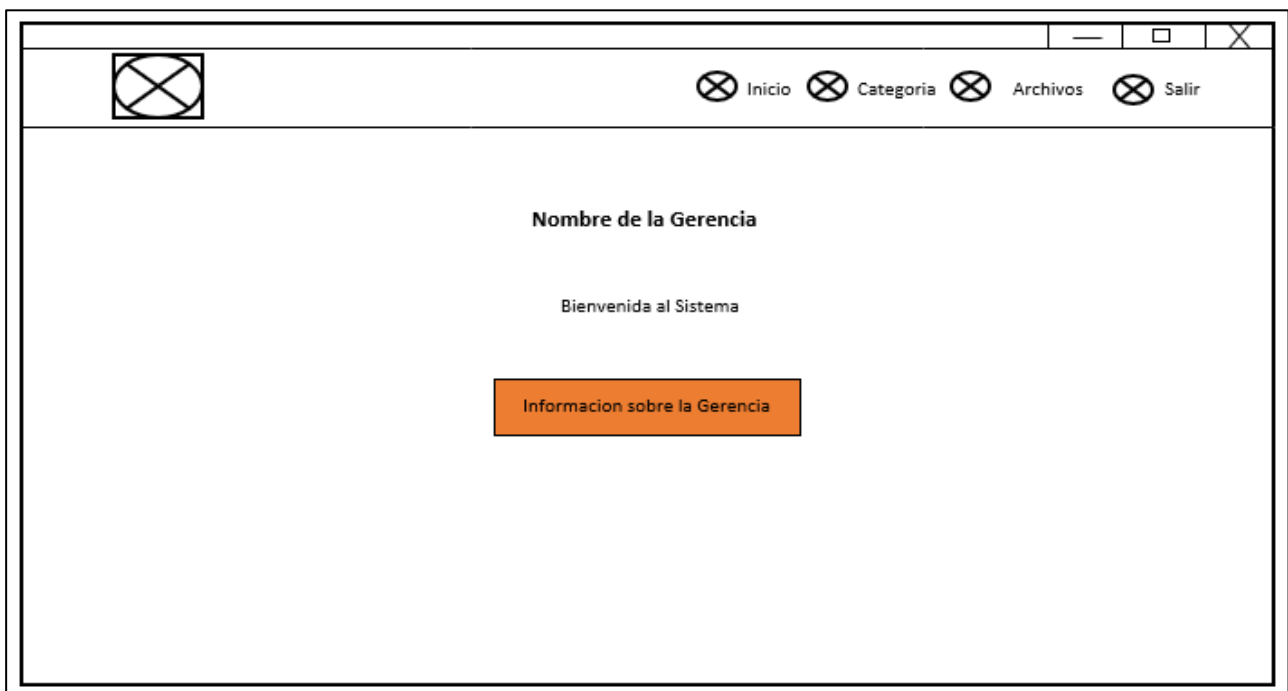 Inicio Categoria Archivos Salir
Nombre de la Gerencia
Bienvenida al Sistema
Informacion sobre la Gerencia